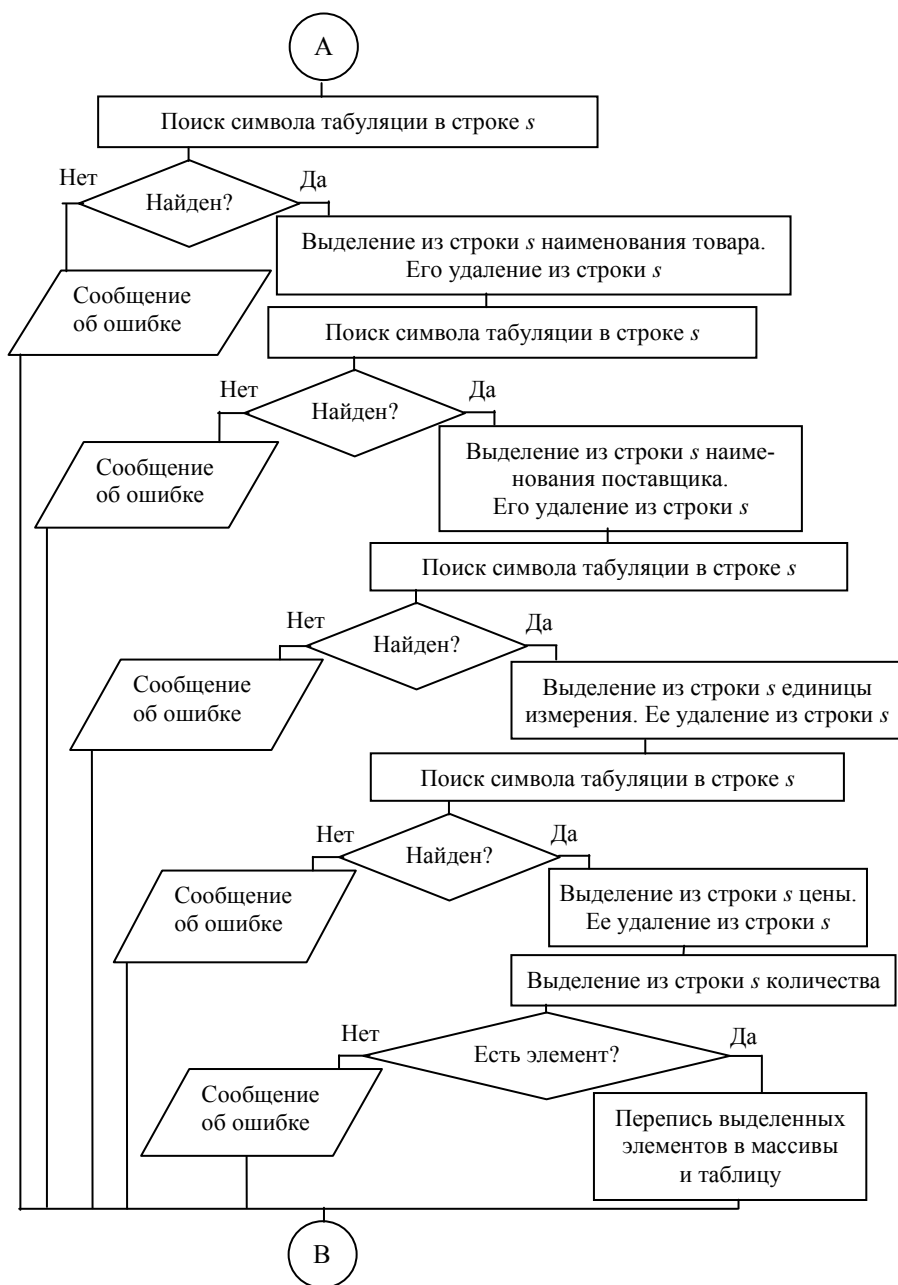 А
Поиск символа табуляции в строке s
Нет
Да
Найден?
Выделение из строки s наименования товара.
Его удаление из строки s
Сообщение
об ошибке
Поиск символа табуляции в строке s
Нет
Да
Найден?
Выделение из строки s наиме-
нования поставщика.
Его удаление из строки s
Сообщение
об ошибке
Поиск символа табуляции в строке s
Нет
Да
Найден?
Выделение из строки s единицы
измерения. Ее удаление из строки s
Сообщение
об ошибке
Поиск символа табуляции в строке s
Нет
Да
Найден?
Выделение из строки s цены.
Ее удаление из строки s
Сообщение
об ошибке
Выделение из строки s количества
Нет
Да
Есть элемент?
Сообщение
об ошибке
Перепись выделенных
элементов в массивы
и таблицу
В